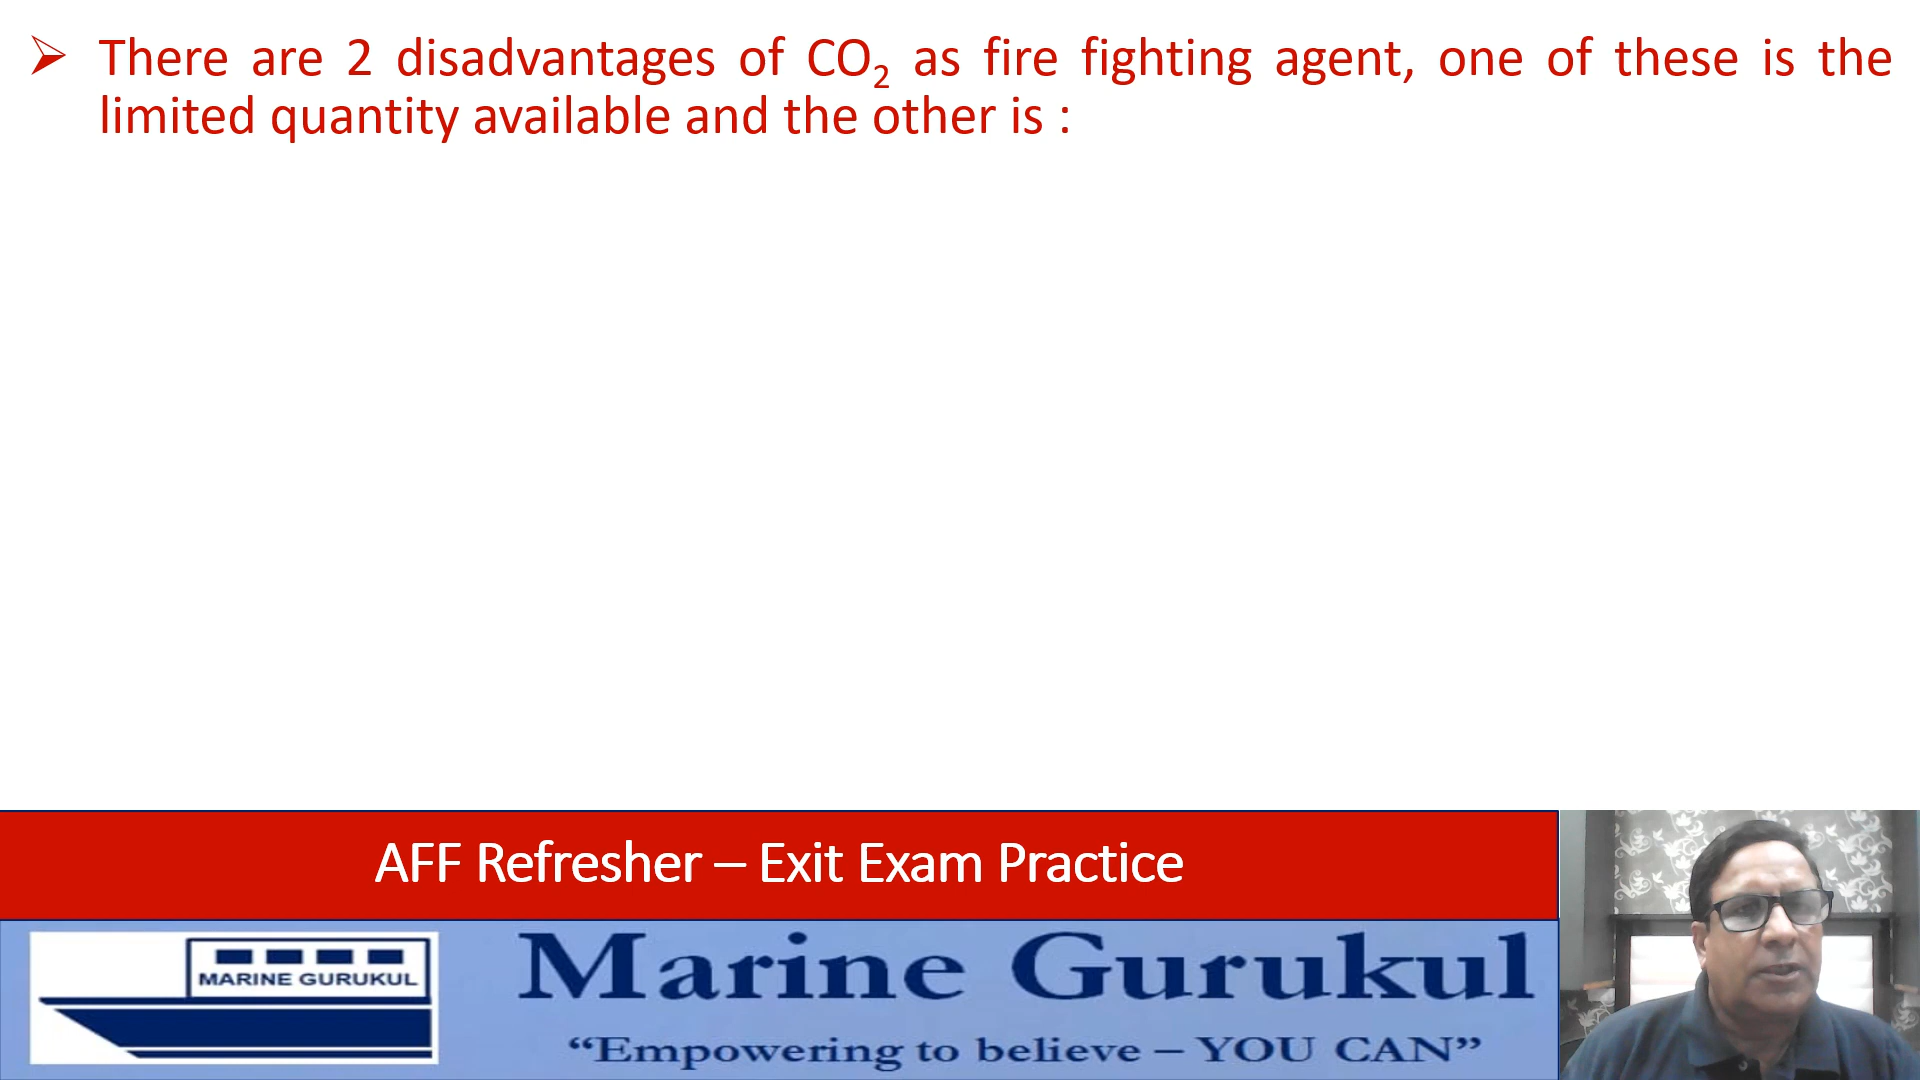 ➢ There are 2 disadvantages of CO₂ as fire fighting agent, one of these is the
limited quantity available and the other is :
AFF Refresher – Exit Exam Practice
MARINE GURUKUL
Marine Gurukul
“Empowering to believe – YOU CAN”